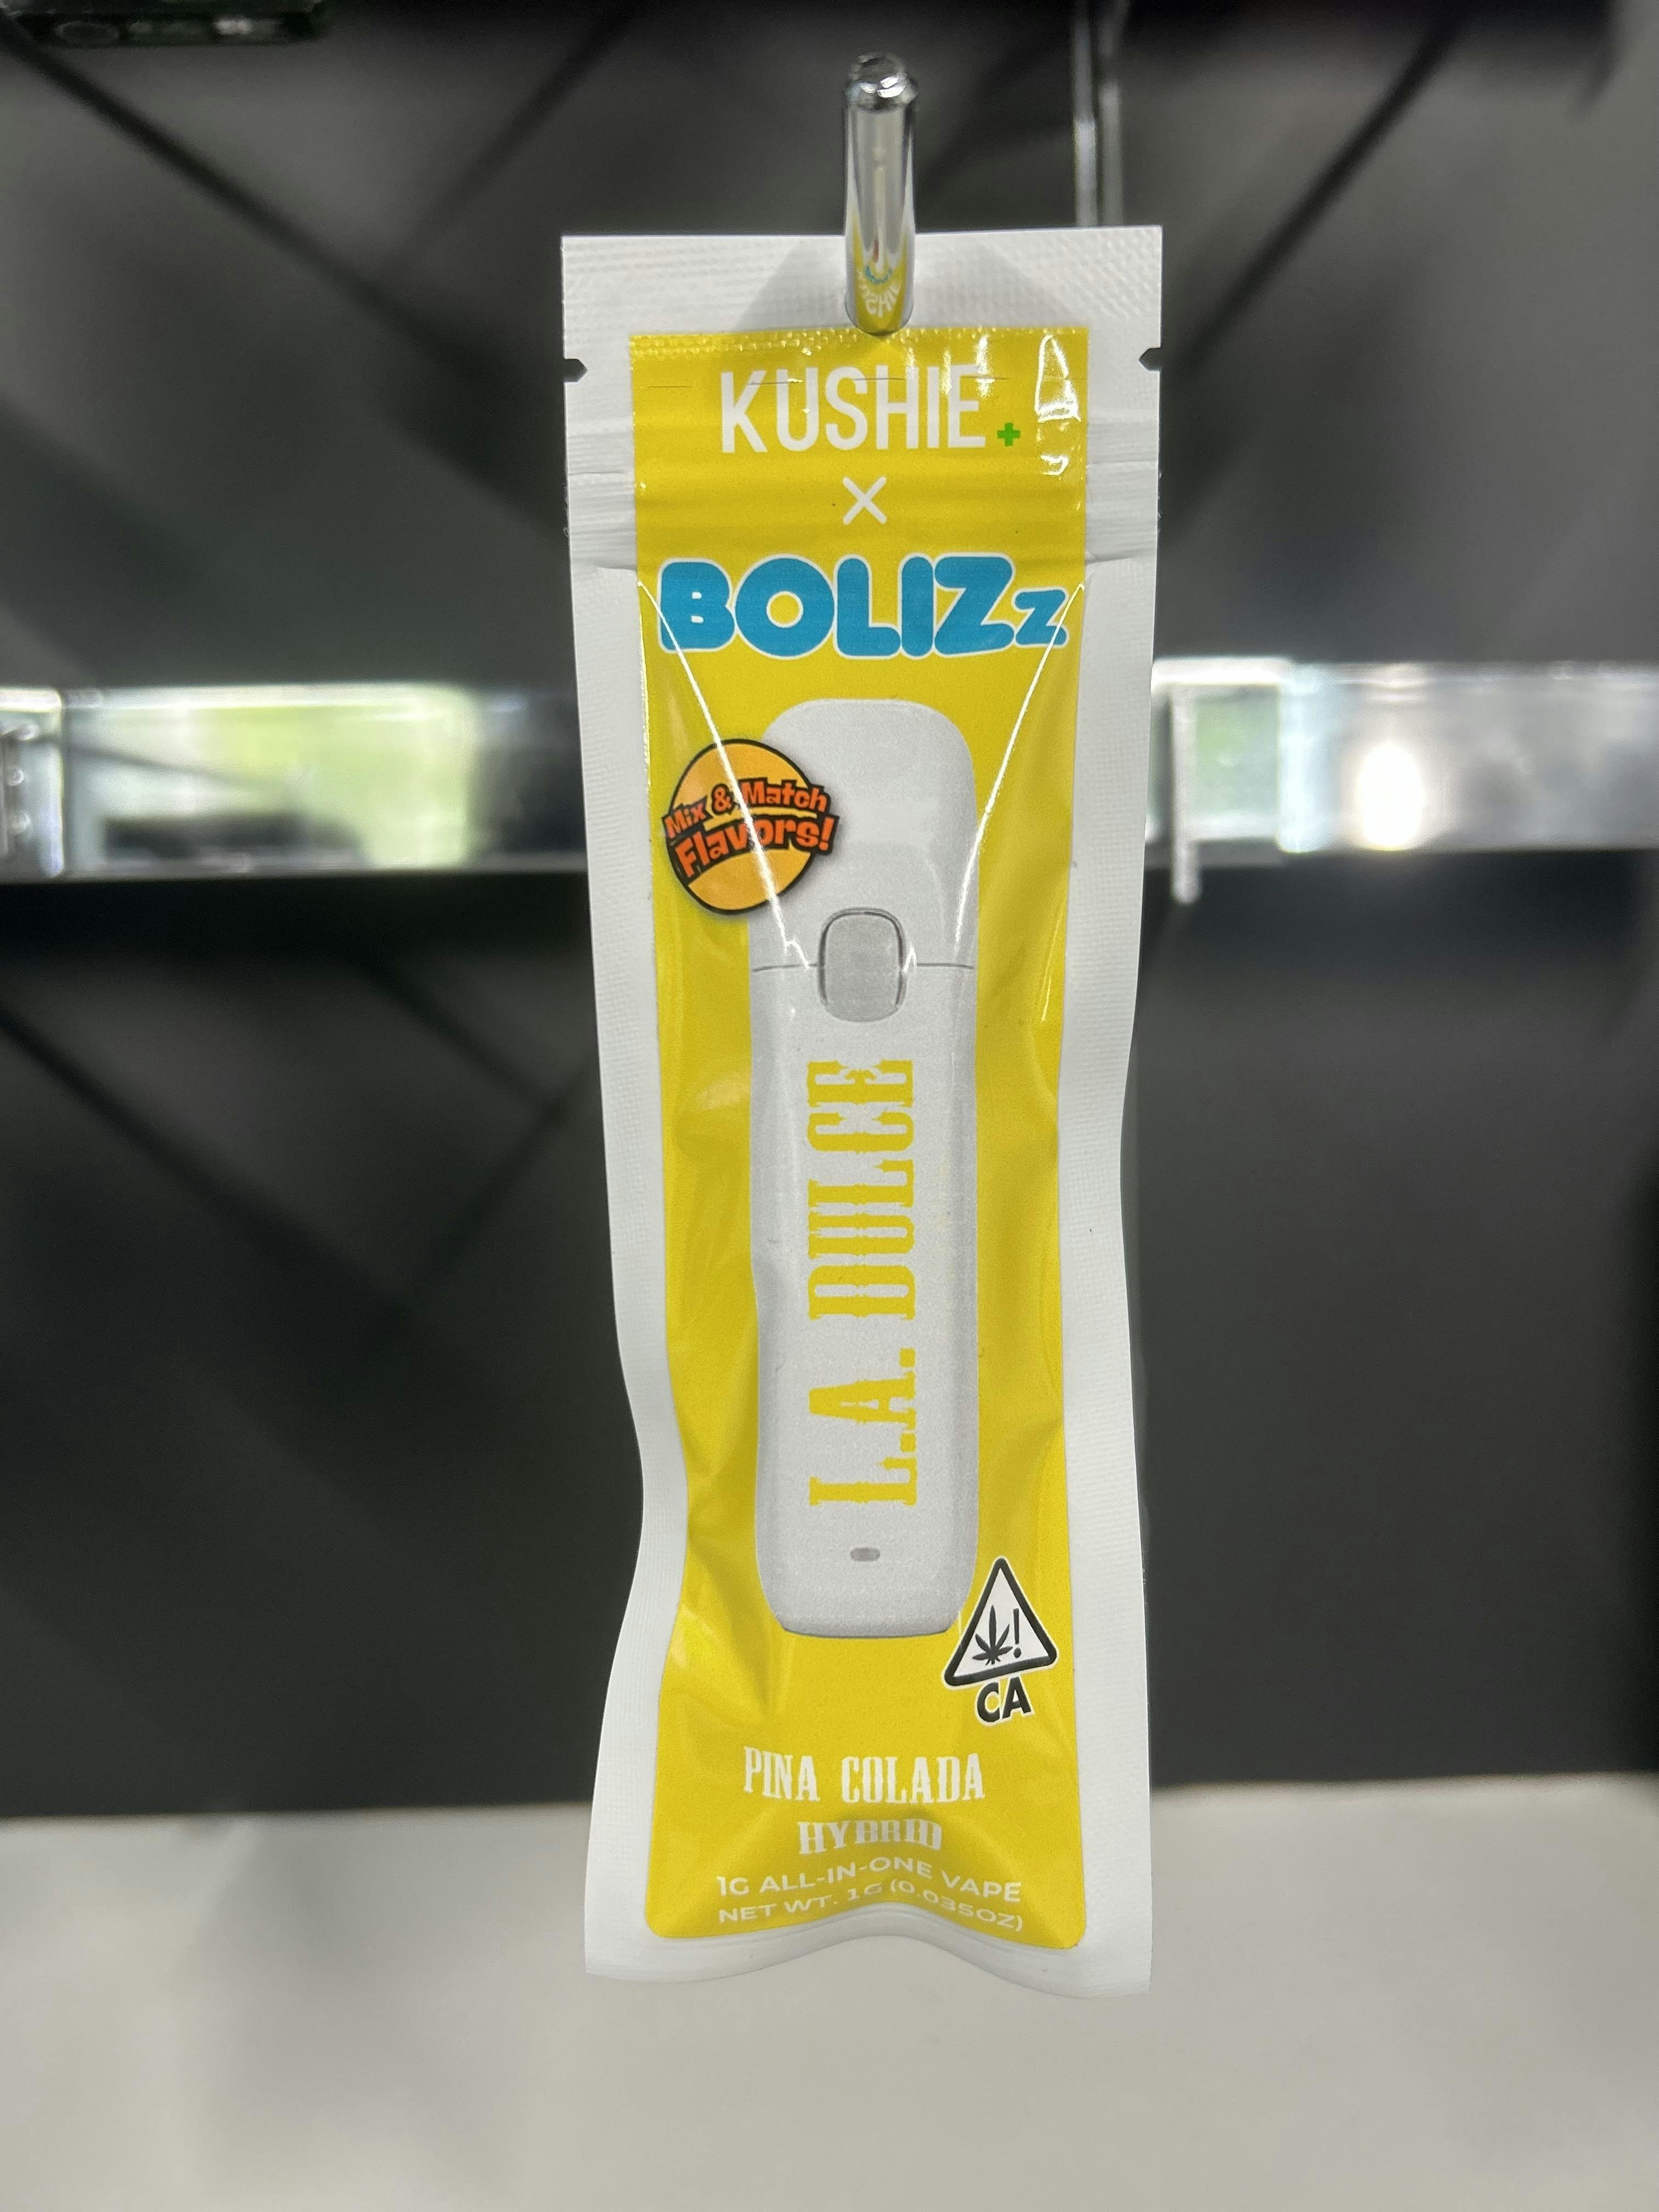 KUSHIE+
X
BOLIZz
Mix & Match
Flavors!
L.A. DULCE
!
CA
PINA COLADA
HYBRID
1G ALL-IN-ONE VAPE
NET WT. 1G (0.035OZ)